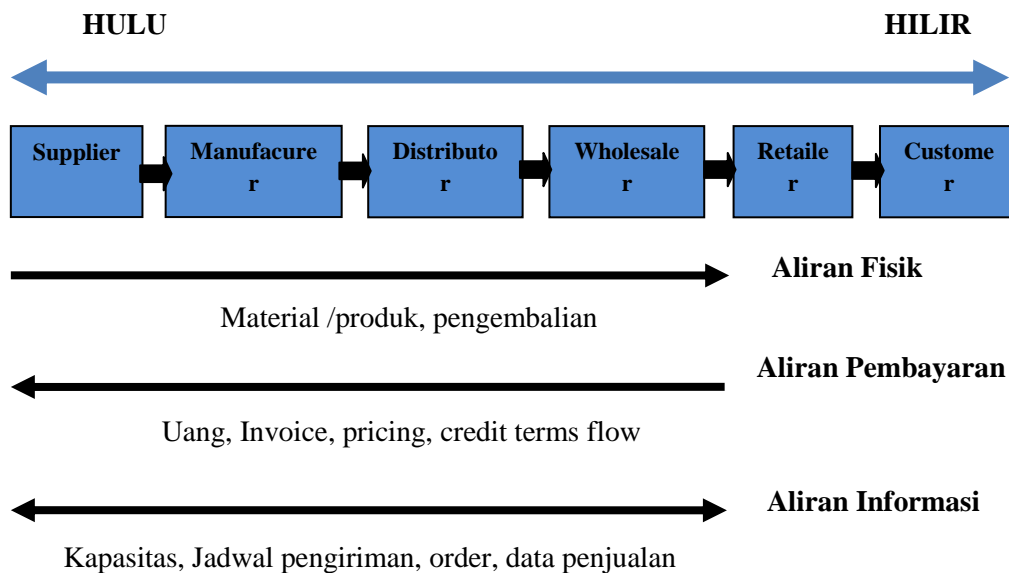 HULU HILIR
Supplier Manufacure Distributo Wholesale Retaile Custome
r r r r r
Aliran Fisik
Material /produk, pengembalian
Aliran Pembayaran
Uang, Invoice, pricing, credit terms flow
Aliran Informasi
Kapasitas, Jadwal pengiriman, order, data penjualan